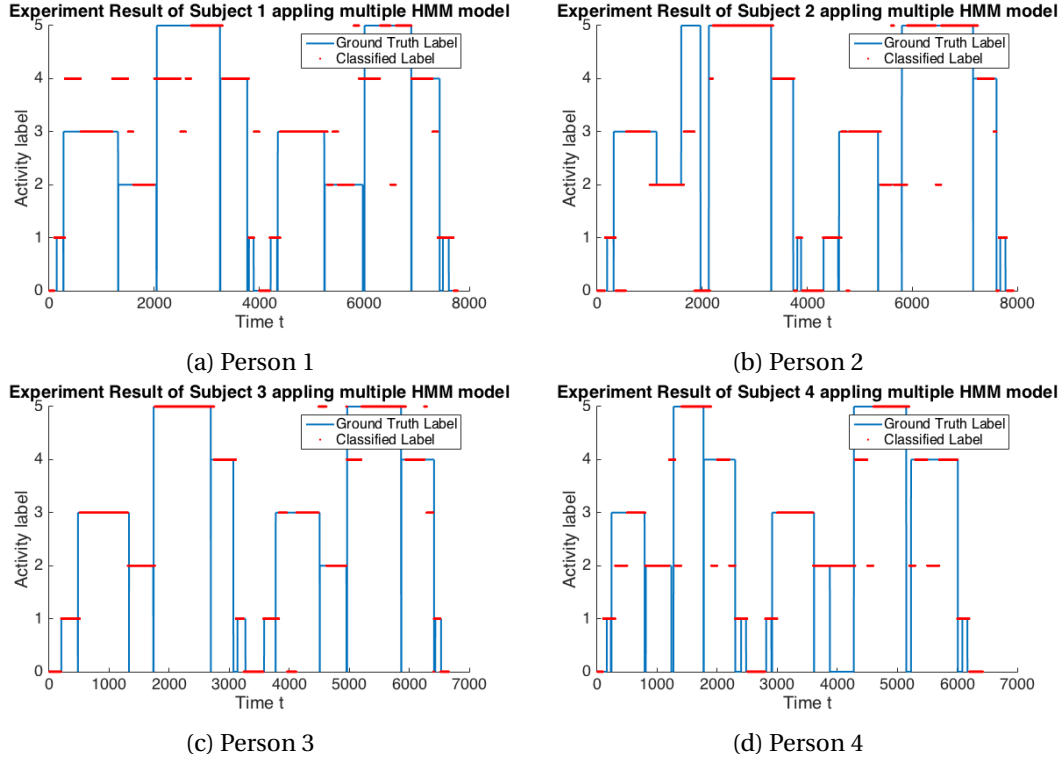 Experiment Result of Subject 1 appling multiple HMM model
Activity label
5
4
3
2
1
0
Ground Truth Label
Classified Label
0 2000 4000 6000 8000
Time t
(a) Person 1
Experiment Result of Subject 2 appling multiple HMM model
Activity label
5
4
3
2
1
0
Ground Truth Label
Classified Label
0 2000 4000 6000 8000
Time t
(b) Person 2
Experiment Result of Subject 3 appling multiple HMM model
Activity label
5
4
3
2
1
0
Ground Truth Label
Classified Label
0 1000 2000 3000 4000 5000 6000 7000
Time t
(c) Person 3
Experiment Result of Subject 4 appling multiple HMM model
Activity label
5
4
3
2
1
0
Ground Truth Label
Classified Label
0 1000 2000 3000 4000 5000 6000 7000
Time t
(d) Person 4